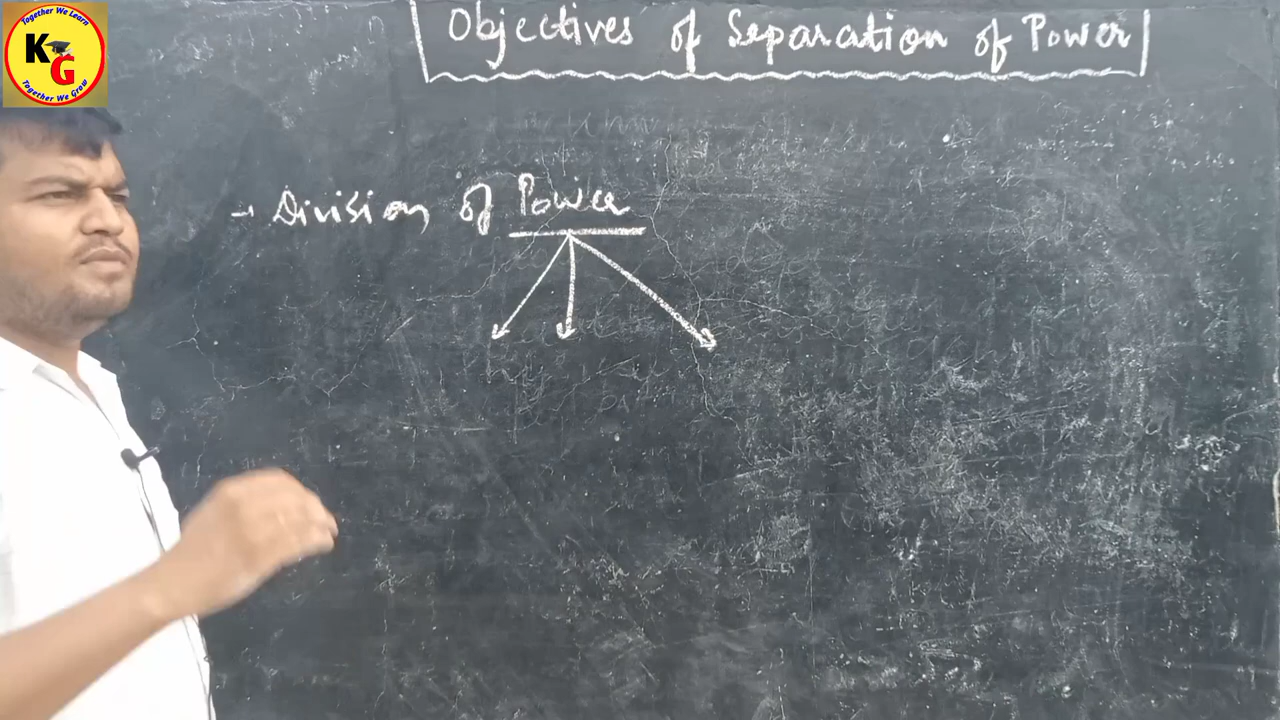 Together We Learn
KG
Together We Grow
Objectives of Separation of Power
→ Division of Power